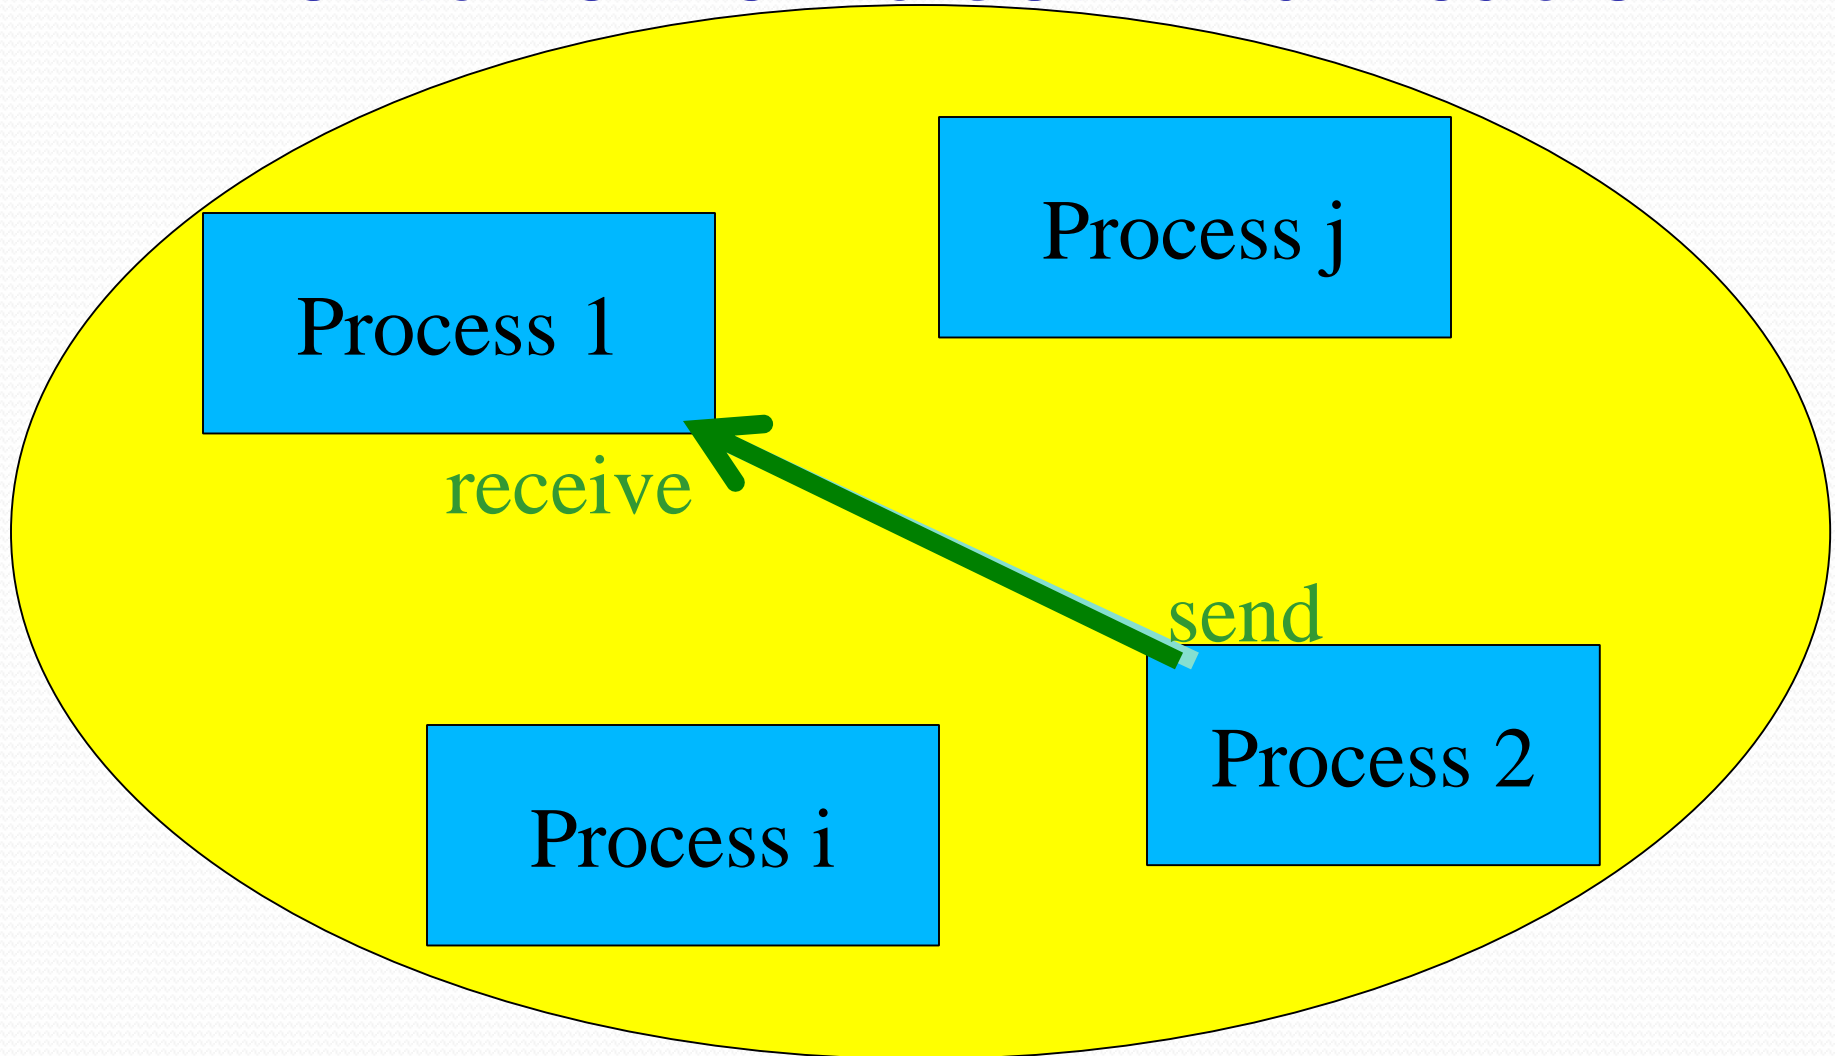 Process j
Process 1
receive
send
Process 2
Process i